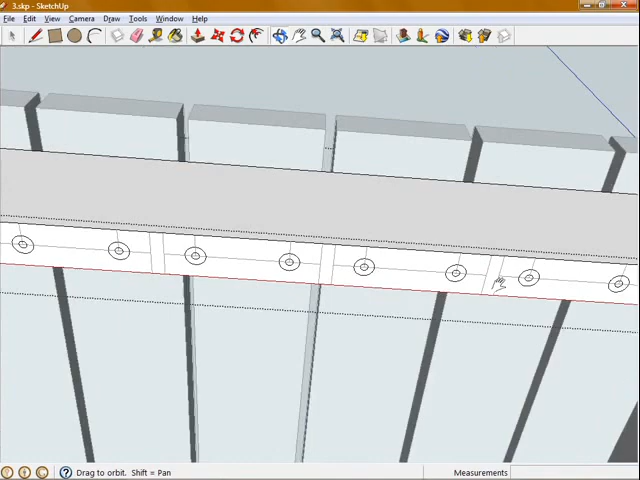 3.skp - SketchUp
File Edit View Camera Draw Tools Window Help
Drag to orbit. Shift = Pan
Measurements